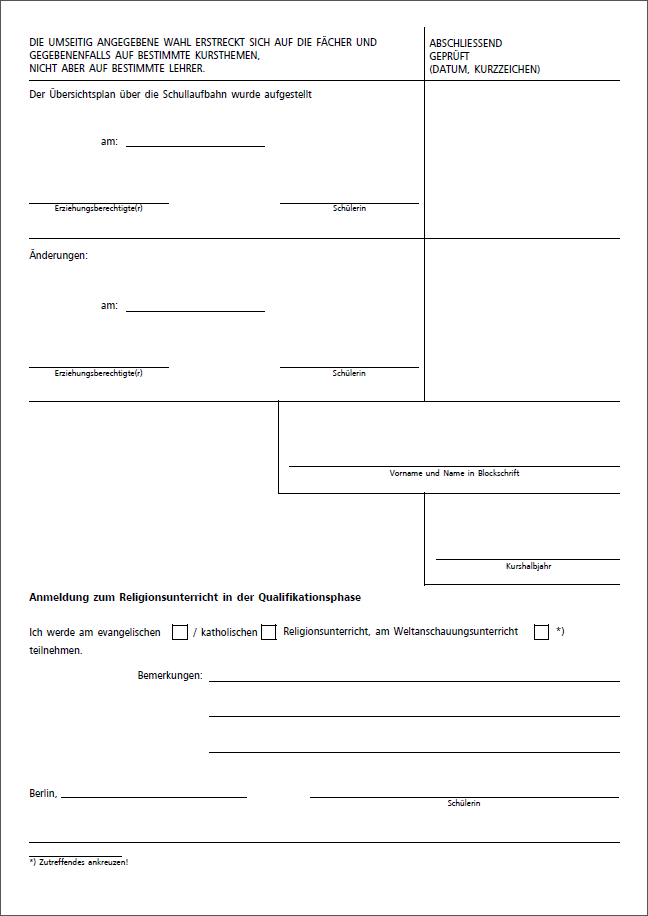 DIE UMSEITIG ANGEGEBENE WAHL ERSTRECKT SICH AUF DIE FÄCHER UND
GEGEBENENFALLS AUF BESTIMMTE KURSTHEMEN,
NICHT ABER AUF BESTIMMTE LEHRER.
ABSCHLIESSEND
GEPRÜFT
(DATUM, KURZZEICHEN)
Der Übersichtsplan über die Schullaufbahn wurde aufgestellt
am:
Erziehungsberechtigte(r) Schülerin
Änderungen:
am:
Erziehungsberechtigte(r) Schülerin
Vorname und Name in Blockschrift
Kurshalbjahr
Anmeldung zum Religionsunterricht in der Qualifikationsphase
Ich werde am evangelischen / katholischen Religionsunterricht, am Weltanschauungsunterricht *)
teilnehmen.
Bemerkungen:
Berlin,
Schülerin
*) Zutreffendes ankreuzen!